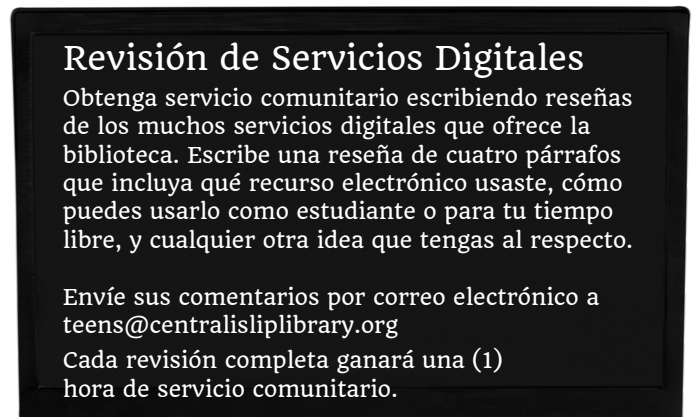 Revisión de Servicios Digitales
Obtenga servicio comunitario escribiendo reseñas
de los muchos servicios digitales que ofrece la
biblioteca. Escribe una reseña de cuatro párrafos
que incluya qué recurso electrónico usaste, cómo
puedes usarlo como estudiante o para tu tiempo
libre, y cualquier otra idea que tengas al respecto.
Envíe sus comentarios por correo electrónico a
teens@centralisliplibrary.org
Cada revisión completa ganará una (1)
hora de servicio comunitario.